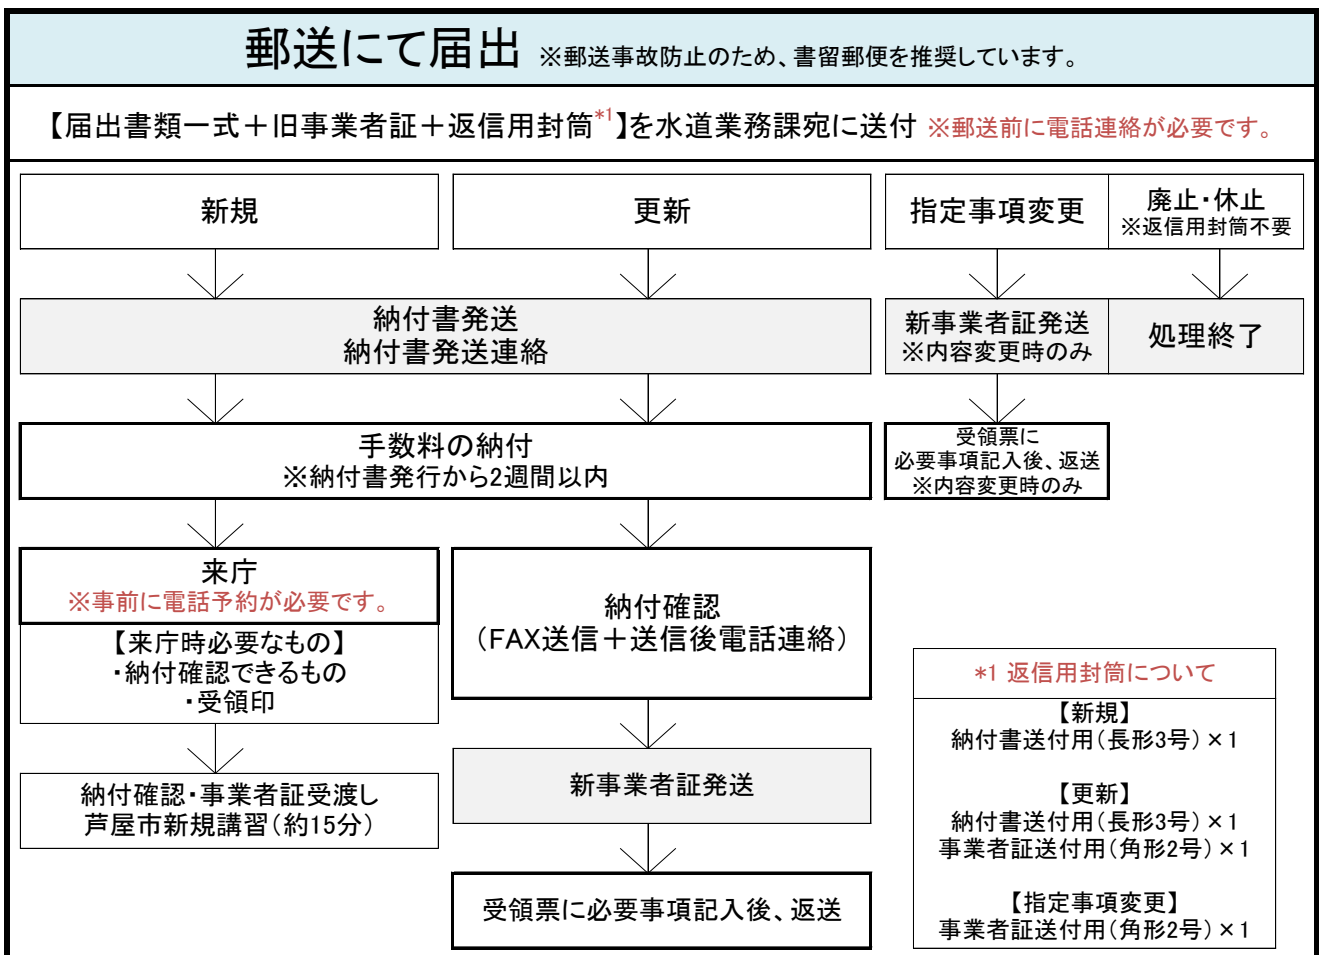 郵送にて届出 ※郵送事故防止のため、書留郵便を推奨しています。
【届出書類一式＋旧事業者証＋返信用封筒*1】を水道業務課宛に送付 ※郵送前に電話連絡が必要です。
新規
更新
指定事項変更
廃止・休止
※返信用封筒不要
納付書発送
納付書発送連絡
新事業者証発送
※内容変更時のみ
処理終了
手数料の納付
※納付書発行から2週間以内
受領票に
必要事項記入後、返送
※内容変更時のみ
来庁
※事前に電話予約が必要です。
【来庁時必要なもの】
・納付確認できるもの
・受領印
納付確認
（FAX送信＋送信後電話連絡）
納付確認・事業者証受渡し
芦屋市新規講習（約15分）
新事業者証発送
受領票に必要事項記入後、返送
*1 返信用封筒について
【新規】
納付書送付用（長形3号）×1
【更新】
納付書送付用（長形3号）×1
事業者証送付用（角形2号）×1
【指定事項変更】
事業者証送付用（角形2号）×1